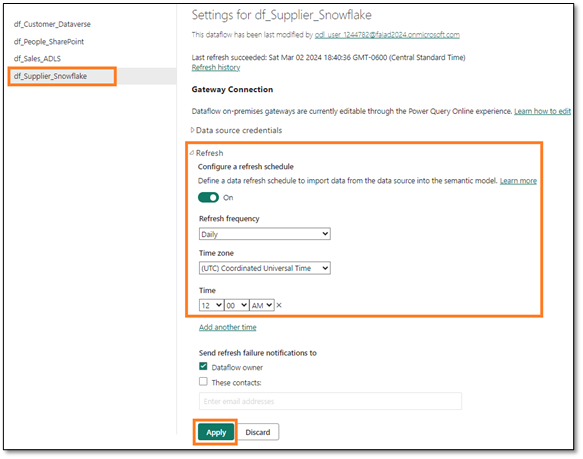 Settings for df_Supplier_Snowflake
df_Customer_Dataverse
df_People_SharePoint
df_Sales_ADLS
df_Supplier_Snowflake
This dataflow has been last modified by odl_user_1244782@faiad2024.onmicrosoft.com
Last refresh succeeded: Sat Mar 02 2024 18:40:36 GMT-0600 (Central Standard Time)
Refresh history
Gateway Connection
Dataflow on-premises gateways are currently editable through the Power Query Online experience. Learn how to edit
Data source credentials
Refresh
Configure a refresh schedule
Define a data refresh schedule to import data from the data source into the semantic model. Learn more
On
Refresh frequency
Daily
Time zone
(UTC) Coordinated Universal Time
Time
12 00 AM ×
Add another time
Send refresh failure notifications to
Dataflow owner
These contacts:
Enter email addresses
Apply Discard